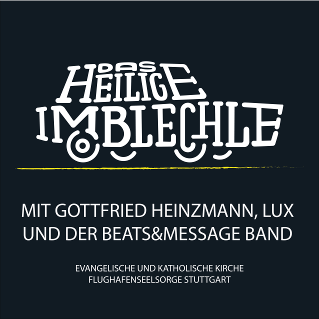 DAS
HEILIGE
IMBLECHLE
MIT GOTTFRIED HEINZMANN, LUX
UND DER BEATS&MESSAGE BAND
EVANGELISCHE UND KATHOLISCHE KIRCHE
FLUGHAFENSEELSORGE STUTTGART